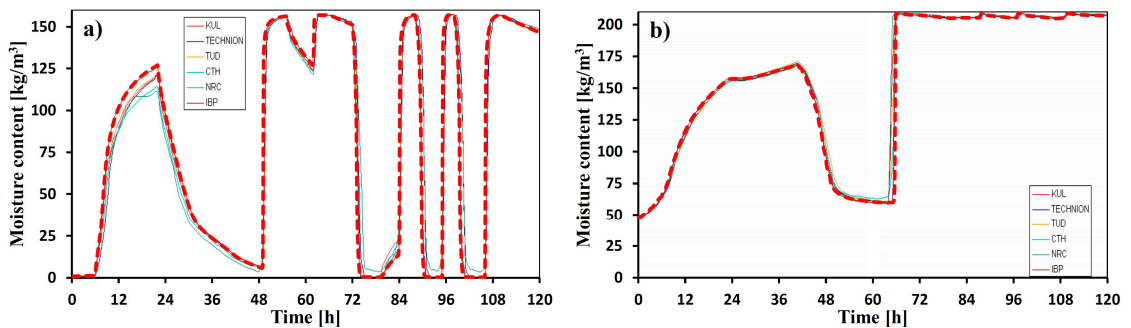 a)
Moisture content [kg/m³]
150
125
100
75
50
25
0
KUL
TECHNION
TUD
CTH
NRC
IBP
0 12 24 36 48 60 72 84 96 108 120
Time [h]
b)
Moisture content [kg/m³]
200
175
150
125
100
75
50
25
0
KUL
TECHNION
TUD
CTH
NRC
IBP
0 12 24 36 48 60 72 84 96 108 120
Time [h]